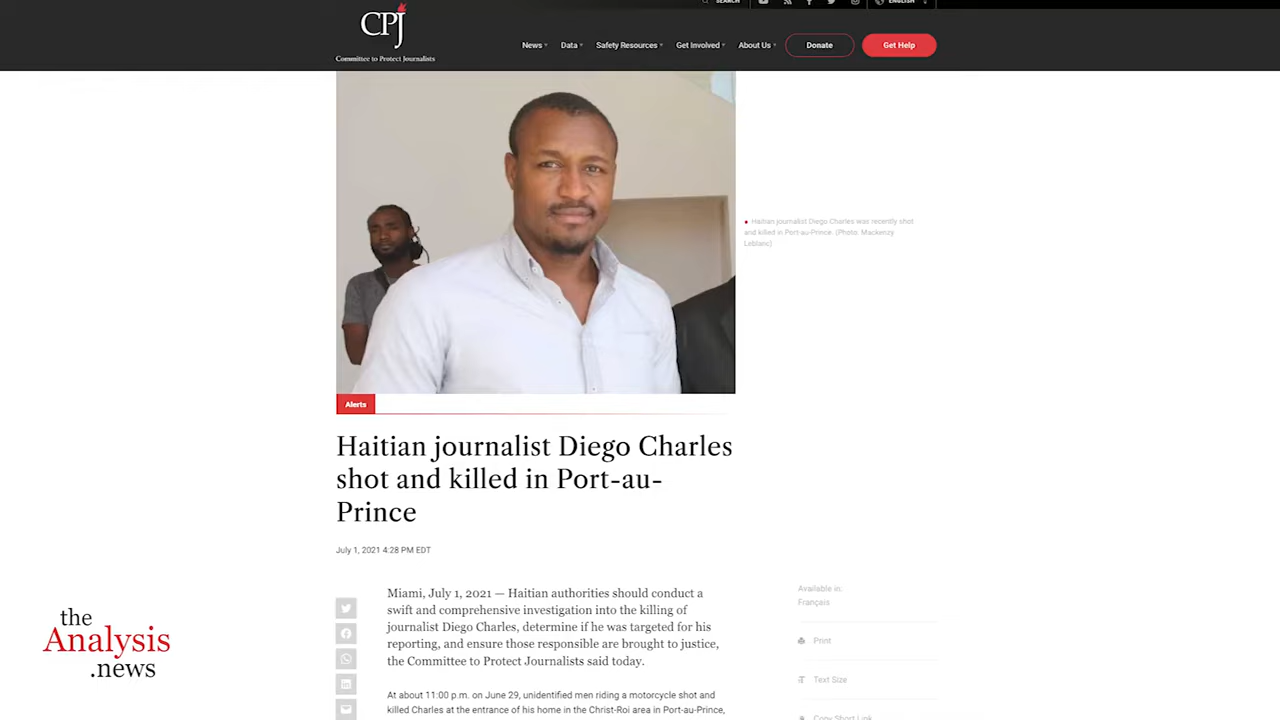 SEARCH
ENGLISH
CPJ
Committee to Protect Journalists
News
Data
Safety Resources
Get Involved
About Us
Donate
Get Help
Haitian journalist Diego Charles was recently shot
and killed in Port-au-Prince. (Photo: Mackenzy
Leblanc)
Alerts
Haitian journalist Diego Charles
shot and killed in Port-au-
Prince
July 1, 2021 4:28 PM EDT
Miami, July 1, 2021 — Haitian authorities should conduct a
swift and comprehensive investigation into the killing of
journalist Diego Charles, determine if he was targeted for his
reporting, and ensure those responsible are brought to justice,
the Committee to Protect Journalists said today.
At about 11:00 p.m. on June 29, unidentified men riding a motorcycle shot and
killed Charles at the entrance of his home in the Christ-Roi area in Port-au-Prince,
Available in:
Français
Print
Text Size
Copy Short Link
the
Analysis
.news